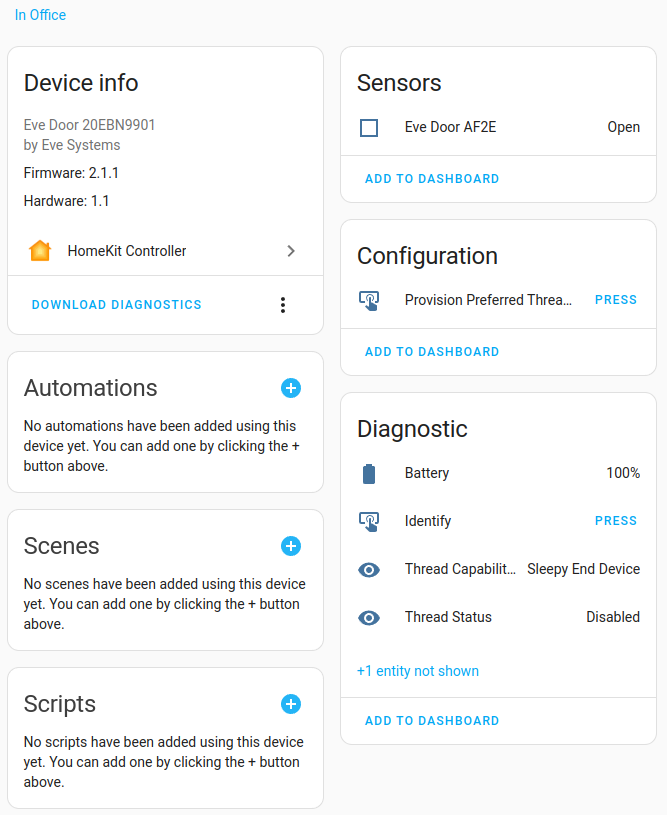 In Office
Device info
Eve Door 20EBN9901
by Eve Systems
Firmware: 2.1.1
Hardware: 1.1
HomeKit Controller
DOWNLOAD DIAGNOSTICS
Automations
No automations have been added using this
device yet. You can add one by clicking the +
button above.
Scenes
No scenes have been added using this device
yet. You can add one by clicking the + button
above.
Scripts
No scripts have been added using this device
yet. You can add one by clicking the + button
above.
Sensors
Eve Door AF2E Open
ADD TO DASHBOARD
Configuration
Provision Preferred Threa... PRESS
ADD TO DASHBOARD
Diagnostic
Battery 100%
Identify PRESS
Thread Capabilit... Sleepy End Device
Thread Status Disabled
+1 entity not shown
ADD TO DASHBOARD